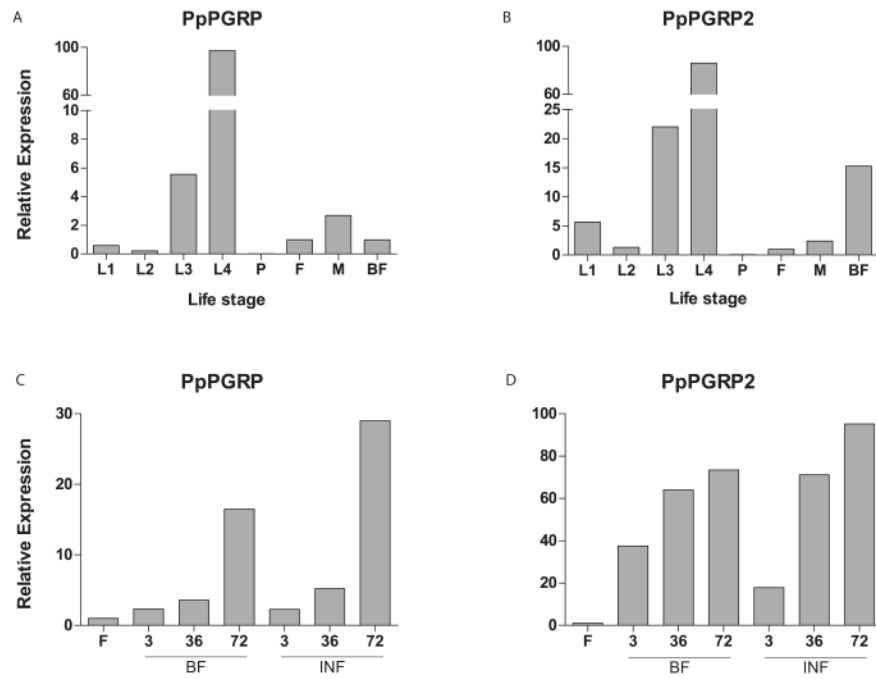 A
PpPGRP
Relative Expression
100
60
10
8
6
4
2
0
L1 L2 L3 L4 P F M BF
Life stage
B
PpPGRP2
100
60
25
20
15
10
5
0
L1 L2 L3 L4 P F M BF
Life stage
C
PpPGRP
Relative Expression
30
20
10
0
F 3 36 72 3 36 72
BF INF
D
PpPGRP2
100
80
60
40
20
0
F 3 36 72 3 36 72
BF INF